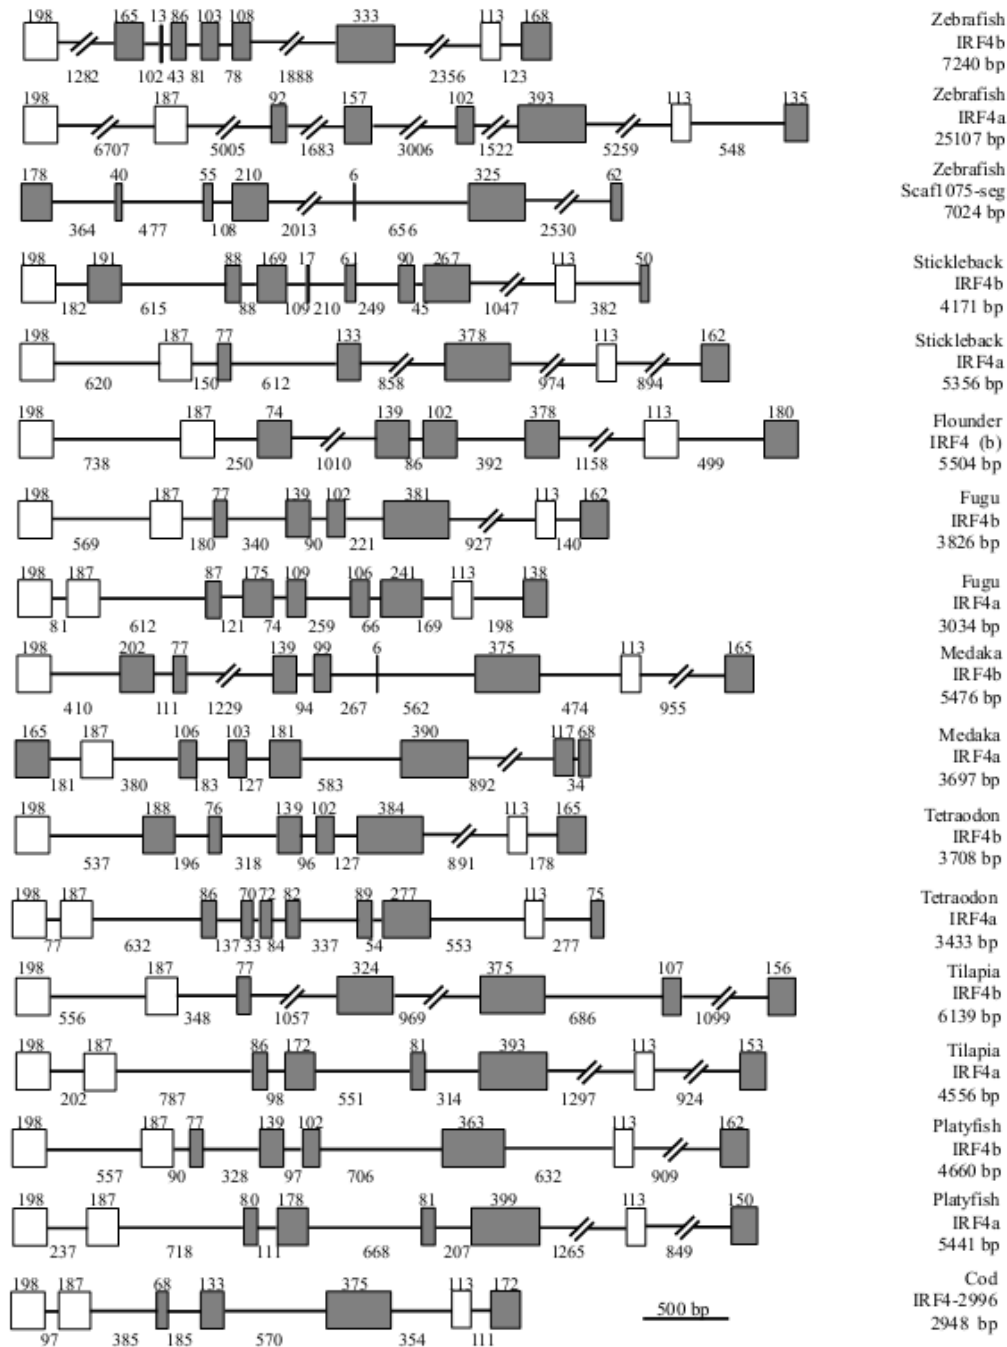 198 165 13 86 103 108 333 113 168
1282 102 43 81 78 1888 2356 123
Zebrafish
IRF4b
7240 bp
198 187 92 157 102 393 113 135
6707 5005 1683 3006 1522 5259 548
Zebrafish
IRF4a
25107 bp
178 40 55 210 6 325 62
364 477 108 2013 656 2530
Zebrafish
Scaf1075-seg
7024 bp
198 191 88 169 17 61 90 267 113 50
182 615 88 109 210 249 45 1047 382
Stickleback
IRF4b
4171 bp
198 187 77 133 378 113 162
620 150 612 858 974 894
Stickleback
IRF4a
5356 bp
198 187 74 139 102 378 113 180
738 250 1010 86 392 1158 499
Flounder
IRF4 (b)
5504 bp
198 187 77 139 102 381 113 162
569 180 340 90 221 927 140
Fugu
IRF4b
3826 bp
198 187 87 175 109 106 241 113 138
81 612 121 74 259 66 169 198
Fugu
IRF4a
3034 bp
198 202 77 139 99 6 375 113 165
410 111 1229 94 267 562 474 955
Medaka
IRF4b
5476 bp
165 187 106 103 181 390 117 68
181 380 183 127 583 892 34
Medaka
IRF4a
3697 bp
198 188 76 139 102 384 113 165
537 196 318 96 127 891 178
Tetraodon
IRF4b
3708 bp
198 187 86 70 72 82 89 277 113 75
77 632 137 33 84 337 54 553 277
Tetraodon
IRF4a
3433 bp
198 187 77 324 375 107 156
556 348 1057 969 686 1099
Tilapia
IRF4b
6139 bp
198 187 86 172 81 393 113 153
202 787 98 551 314 1297 924
Tilapia
IRF4a
4556 bp
198 187 77 139 102 363 113 162
557 90 328 97 706 632 909
Platyfish
IRF4b
4660 bp
198 187 80 178 81 399 113 150
237 718 111 668 207 1265 849
Platyfish
IRF4a
5441 bp
198 187 68 133 375 113 172
97 385 185 570 354 111
500 bp
Cod
IRF4-2996
2948 bp